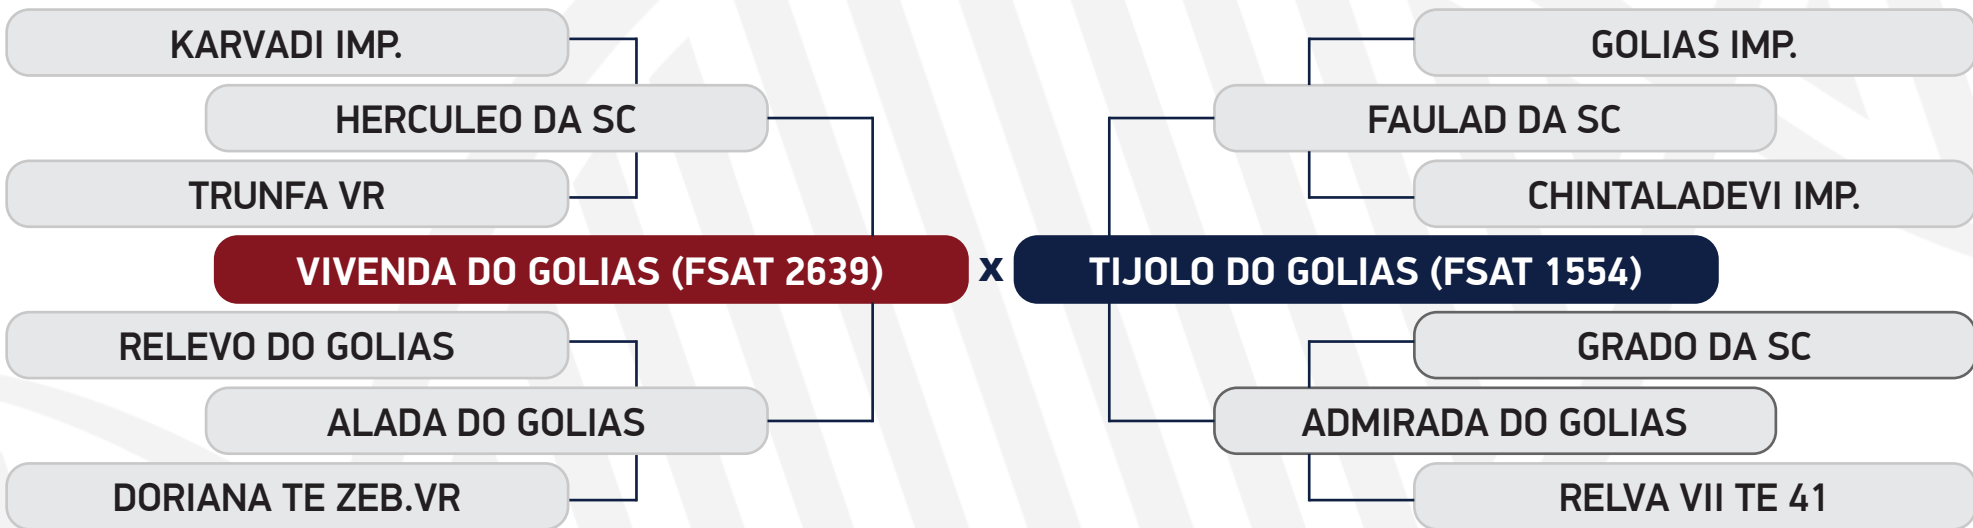 KARVADI IMP.
GOLIAS IMP.
HERCULEO DA SC
FAULAD DA SC
TRUNFA VR
CHINTALADEVI IMP.
VIVENDA DO GOLIAS (FSAT 2639) x TIJOLO DO GOLIAS (FSAT 1554)
RELEVO DO GOLIAS
GRADO DA SC
ALADA DO GOLIAS
ADMIRADA DO GOLIAS
DORIANA TE ZEB.VR
RELVA VII TE 41